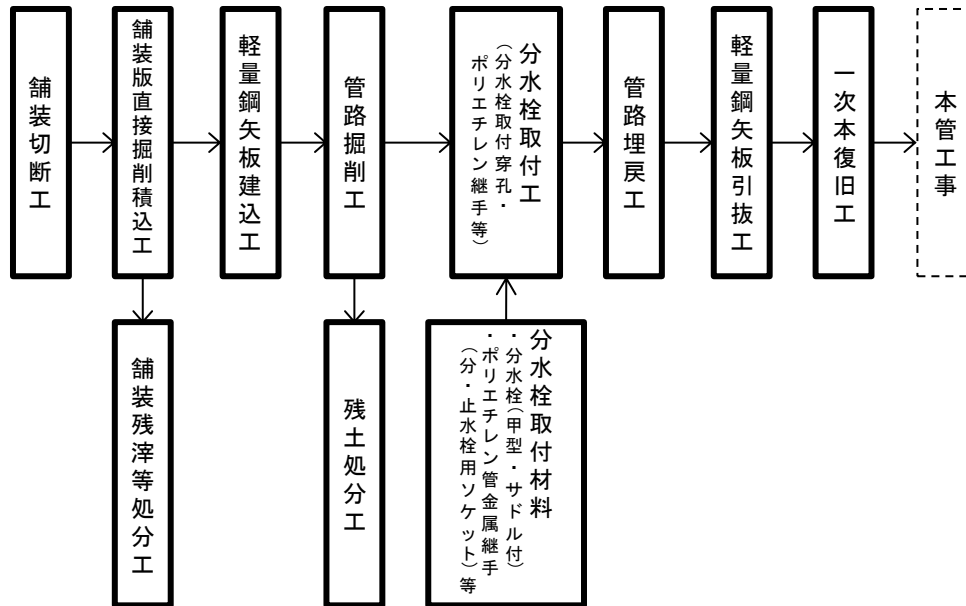 舗装切断工
舗装版直接掘削積込工
軽量鋼矢板建込工
管路掘削工
分水栓取付工
（分水栓取付穿孔・
ポリエチレン継手等）
管路埋戻工
軽量鋼矢板引抜工
一次本復旧工
本管工事
舗装残滓等処分工
残土処分工
分水栓取付材料
・分水栓（甲型・サドル付）
・ポリエチレン管金属継手
（分・止水栓用ソケット）等